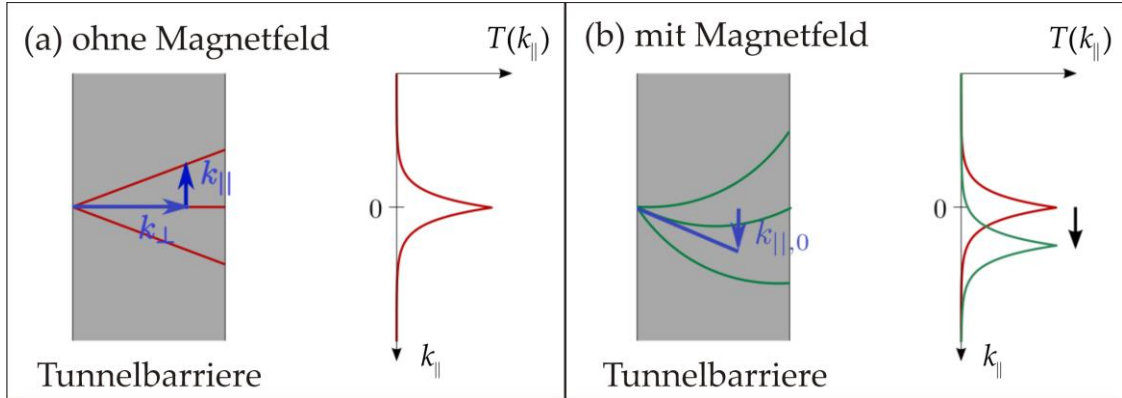 (a) ohne Magnetfeld
T(k||)
k||
k⊥
0
k||
Tunnelbarriere
(b) mit Magnetfeld
T(k||)
k||,0
0
k||
Tunnelbarriere